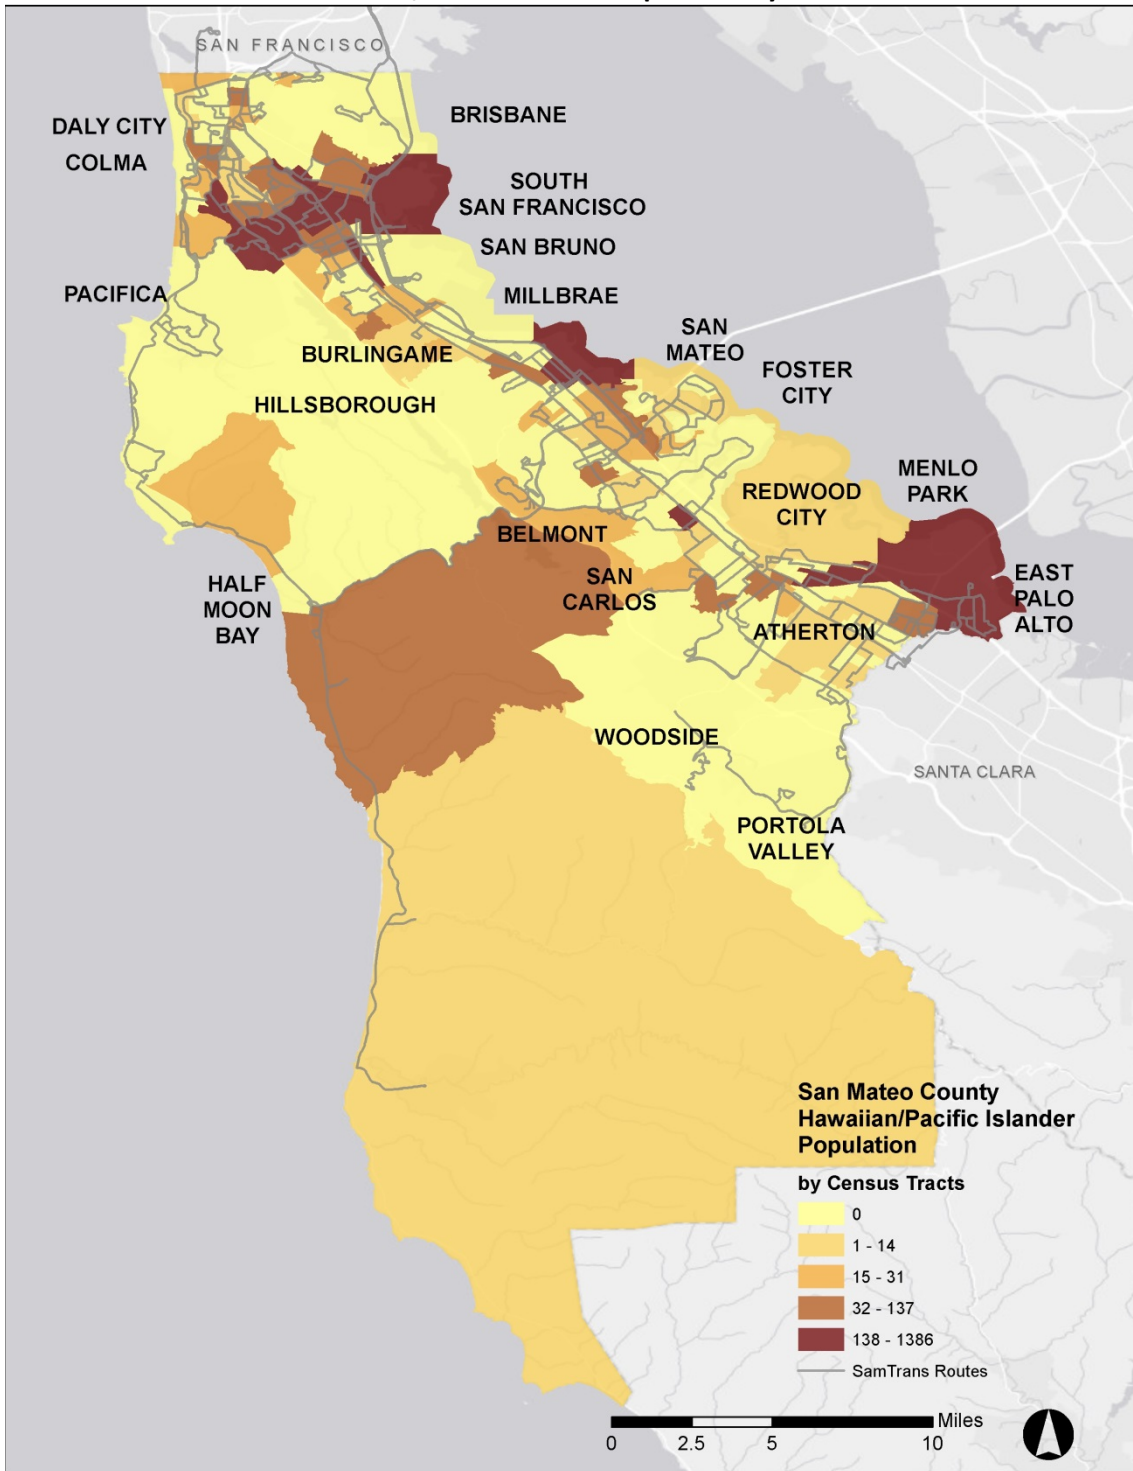 SAN FRANCISCO
BRISBANE
DALY CITY
COLMA
SOUTH
SAN FRANCISCO
SAN BRUNO
PACIFICA
MILLBRAE
SAN
MATEO
BURLINGAME
FOSTER
CITY
HILLSBOROUGH
MENLO
PARK
REDWOOD
CITY
BELMONT
HALF
MOON
BAY
SAN
CARLOS
EAST
PALO
ALTO
ATHERTON
WOODSIDE
SANTA CLARA
PORTOLA
VALLEY
San Mateo County
Hawaiian/Pacific Islander
Population
by Census Tracts
0
1 - 14
15 - 31
32 - 137
138 - 1386
SamTrans Routes
Miles
0 2.5 5 10